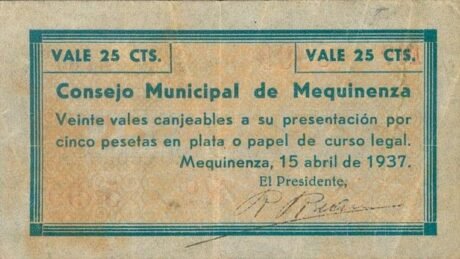 VALE 25 CTS. VALE 25 CTS.
Consejo Municipal de Mequinenza
Veinte vales canjeables a su presentación por
cinco pesetas en plata o papel de curso legal.
Mequinenza, 15 abril de 1937.
El Presidente,